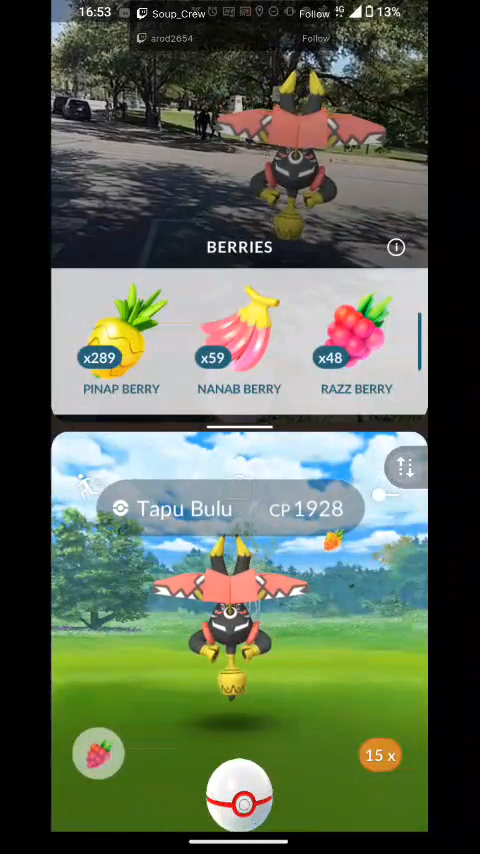 16:53 Soup_Crew Follow 4G 13%
arod2654 Follow
BERRIES
x289 x59 x48
PINAP BERRY NANAB BERRY RAZZ BERRY
Tapu Bulu CP1928
15 x